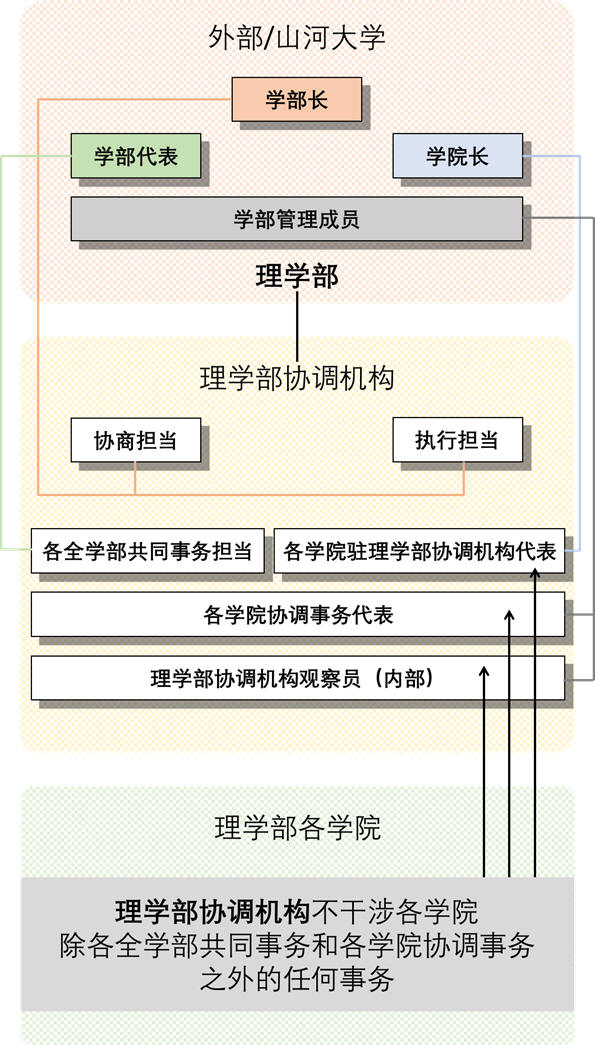 外部/山河大学
学部长
学部代表
学院长
学部管理成员
理学部
理学部协调机构
协商担当
执行担当
各全学部共同事务担当
各学院驻理学部协调机构代表
各学院协调事务代表
理学部协调机构观察员（内部）
理学部各学院
理学部协调机构不干涉各学院
除各全学部共同事务和各学院协调事务
之外的任何事务